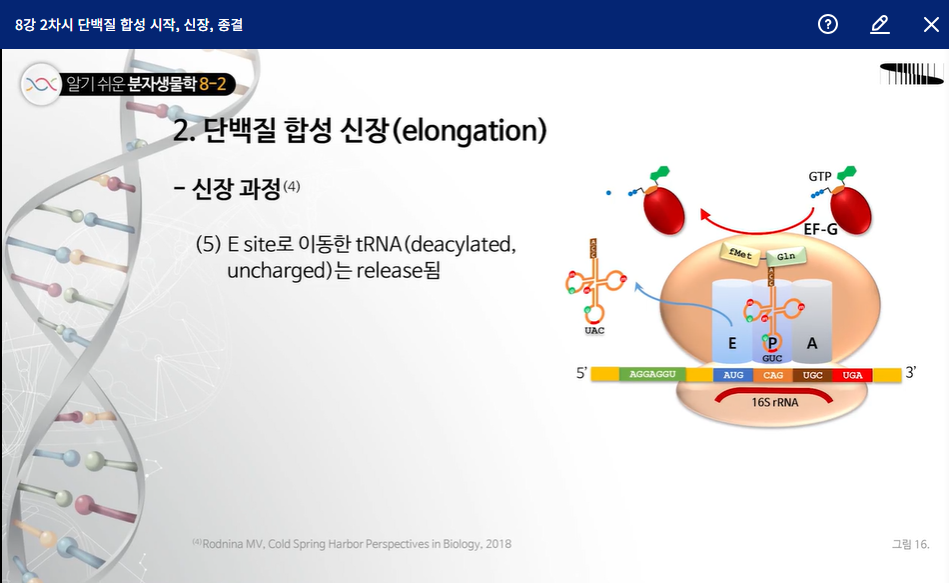 8강 2차시 단백질 합성 시작, 신장, 종결
알기 쉬운 분자생물학 8-2
2. 단백질 합성 신장(elongation)
- 신장 과정(4)
(5) E site로 이동한 tRNA(deacylated,
uncharged)는 release됨
GTP
EF-G
fMet
Gln
ACC
ACC
UAC
E
P
A
GUC
5'
AGGAGGU
AUG
CAG
UGC
UGA
3'
16S rRNA
(4)Rodnina MV, Cold Spring Harbor Perspectives in Biology, 2018
그림 16.